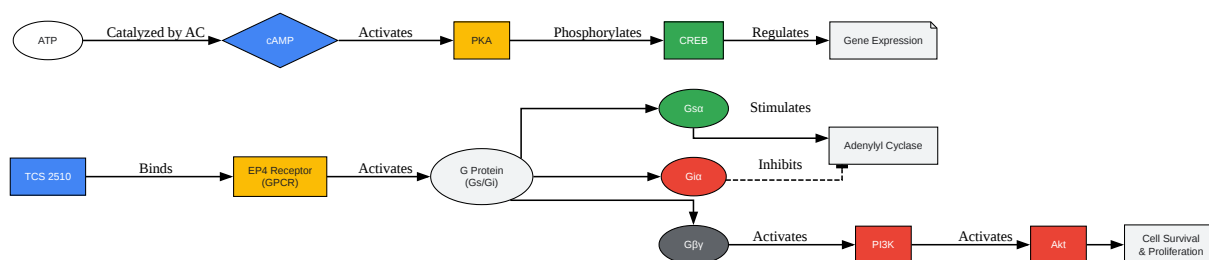 ATP
Catalyzed by AC
cAMP
Activates
PKA
Phosphorylates
CREB
Regulates
Gene Expression
Gsα
Stimulates
Adenylyl Cyclase
TCS 2510
Binds
EP4 Receptor
(GPCR)
Activates
G Protein
(Gs/Gi)
Giα
Inhibits
Gβγ
Activates
PI3K
Activates
Akt
Cell Survival
& Proliferation